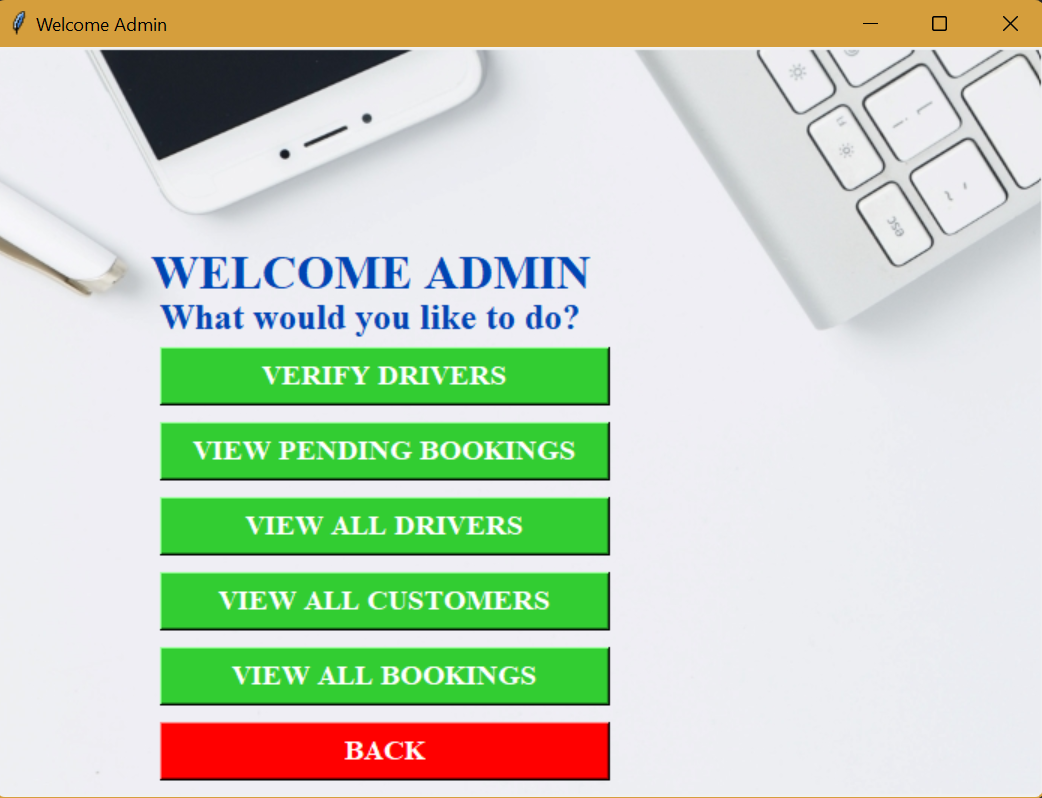 Welcome Admin
esc
WELCOME ADMIN
What would you like to do?
VERIFY DRIVERS
VIEW PENDING BOOKINGS
VIEW ALL DRIVERS
VIEW ALL CUSTOMERS
VIEW ALL BOOKINGS
BACK